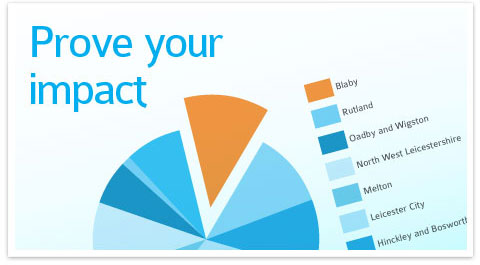 Prove your
impact
Blaby
Rutland
Oadby and Wigston
North West Leicestershire
Melton
Leicester City
Hinckley and Bosworth